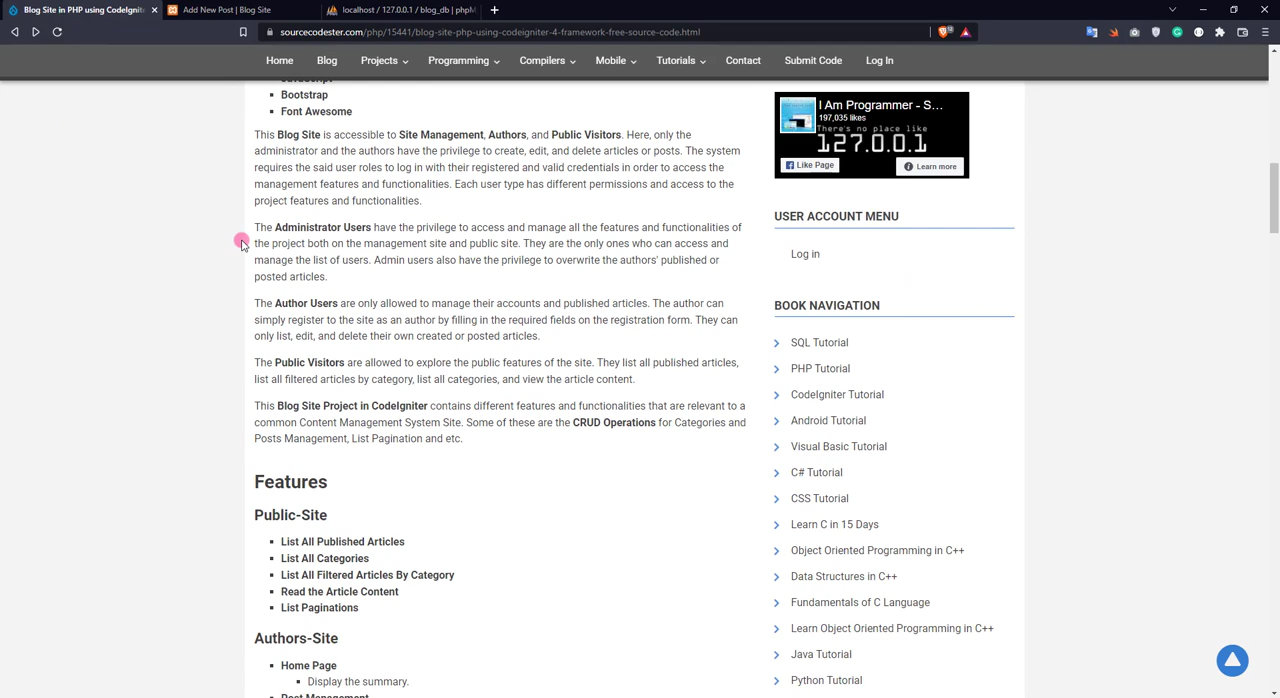 Blog Site in PHP using CodeIgnit
Add New Post | Blog Site
localhost / 127.0.0.1 / blog_db | phpM
sourcecodester.com/php/15441/blog-site-php-using-codeigniter-4-framework-free-source-code.html
Home Blog Projects Programming Compilers Mobile Tutorials Contact Submit Code Log In
JavaScript
Bootstrap
Font Awesome
This Blog Site is accessible to Site Management, Authors, and Public Visitors. Here, only the
administrator and the authors have the privilege to create, edit, and delete articles or posts. The system
requires the said user roles to log in with their registered and valid credentials in order to access the
management features and functionalities. Each user type has different permissions and access to the
project features and functionalities.
The Administrator Users have the privilege to access and manage all the features and functionalities of
the project both on the management site and public site. They are the only ones who can access and
manage the list of users. Admin users also have the privilege to overwrite the authors' published or
posted articles.
The Author Users are only allowed to manage their accounts and published articles. The author can
simply register to the site as an author by filling in the required fields on the registration form. They can
only list, edit, and delete their own created or posted articles.
The Public Visitors are allowed to explore the public features of the site. They list all published articles,
list all filtered articles by category, list all categories, and view the article content.
This Blog Site Project in CodeIgniter contains different features and functionalities that are relevant to a
common Content Management System Site. Some of these are the CRUD Operations for Categories and
Posts Management, List Pagination and etc.
Features
Public-Site
List All Published Articles
List All Categories
List All Filtered Articles By Category
Read the Article Content
List Paginations
Authors-Site
Home Page
Display the summary.
Post Management
I Am Programmer - S...
197,035 likes
There's no place like
127.0.0.1
Like Page
Learn more
USER ACCOUNT MENU
Log in
BOOK NAVIGATION
SQL Tutorial
PHP Tutorial
CodeIgniter Tutorial
Android Tutorial
Visual Basic Tutorial
C# Tutorial
CSS Tutorial
Learn C in 15 Days
Object Oriented Programming in C++
Data Structures in C++
Fundamentals of C Language
Learn Object Oriented Programming in C++
Java Tutorial
Python Tutorial